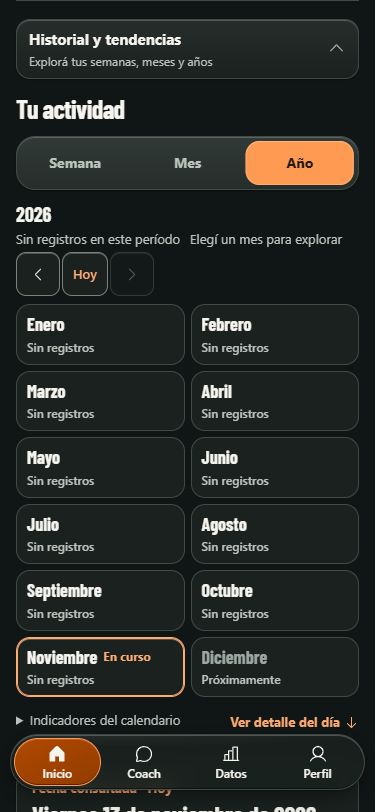 Historial y tendencias
Explorá tus semanas, meses y años
Tu actividad
Semana Mes Año
2026
Sin registros en este período Elegí un mes para explorar
Hoy
Enero Febrero
Sin registros Sin registros
Marzo Abril
Sin registros Sin registros
Mayo Junio
Sin registros Sin registros
Julio Agosto
Sin registros Sin registros
Septiembre Octubre
Sin registros Sin registros
Noviembre En curso Diciembre
Sin registros Próximamente
Indicadores del calendario Ver detalle del día
Inicio Coach Datos Perfil